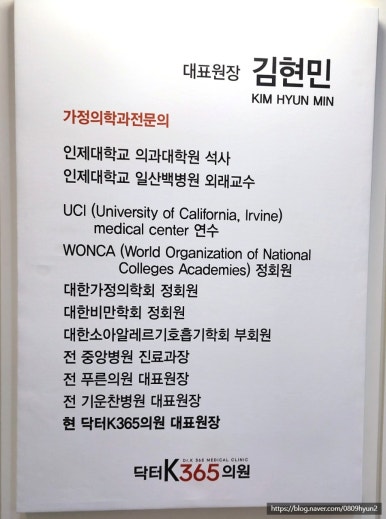 대표원장 김현민
KIM HYUN MIN
가정의학과전문의
인제대학교 의과대학원 석사
인제대학교 일산백병원 외래교수
UCI (University of California, Irvine)
medical center 연수
WONCA (World Organization of National
Colleges Academies) 정회원
대한가정의학회 정회원
대한비만학회 정회원
대한소아알레르기호흡기학회 부회원
전 중앙병원 진료과장
전 푸른의원 대표원장
전 기운찬병원 대표원장
현 닥터K365의원 대표원장
Dr.K 365 MEDICAL CLINIC
닥터K365의원
https://blog.naver.com/0809hyun2